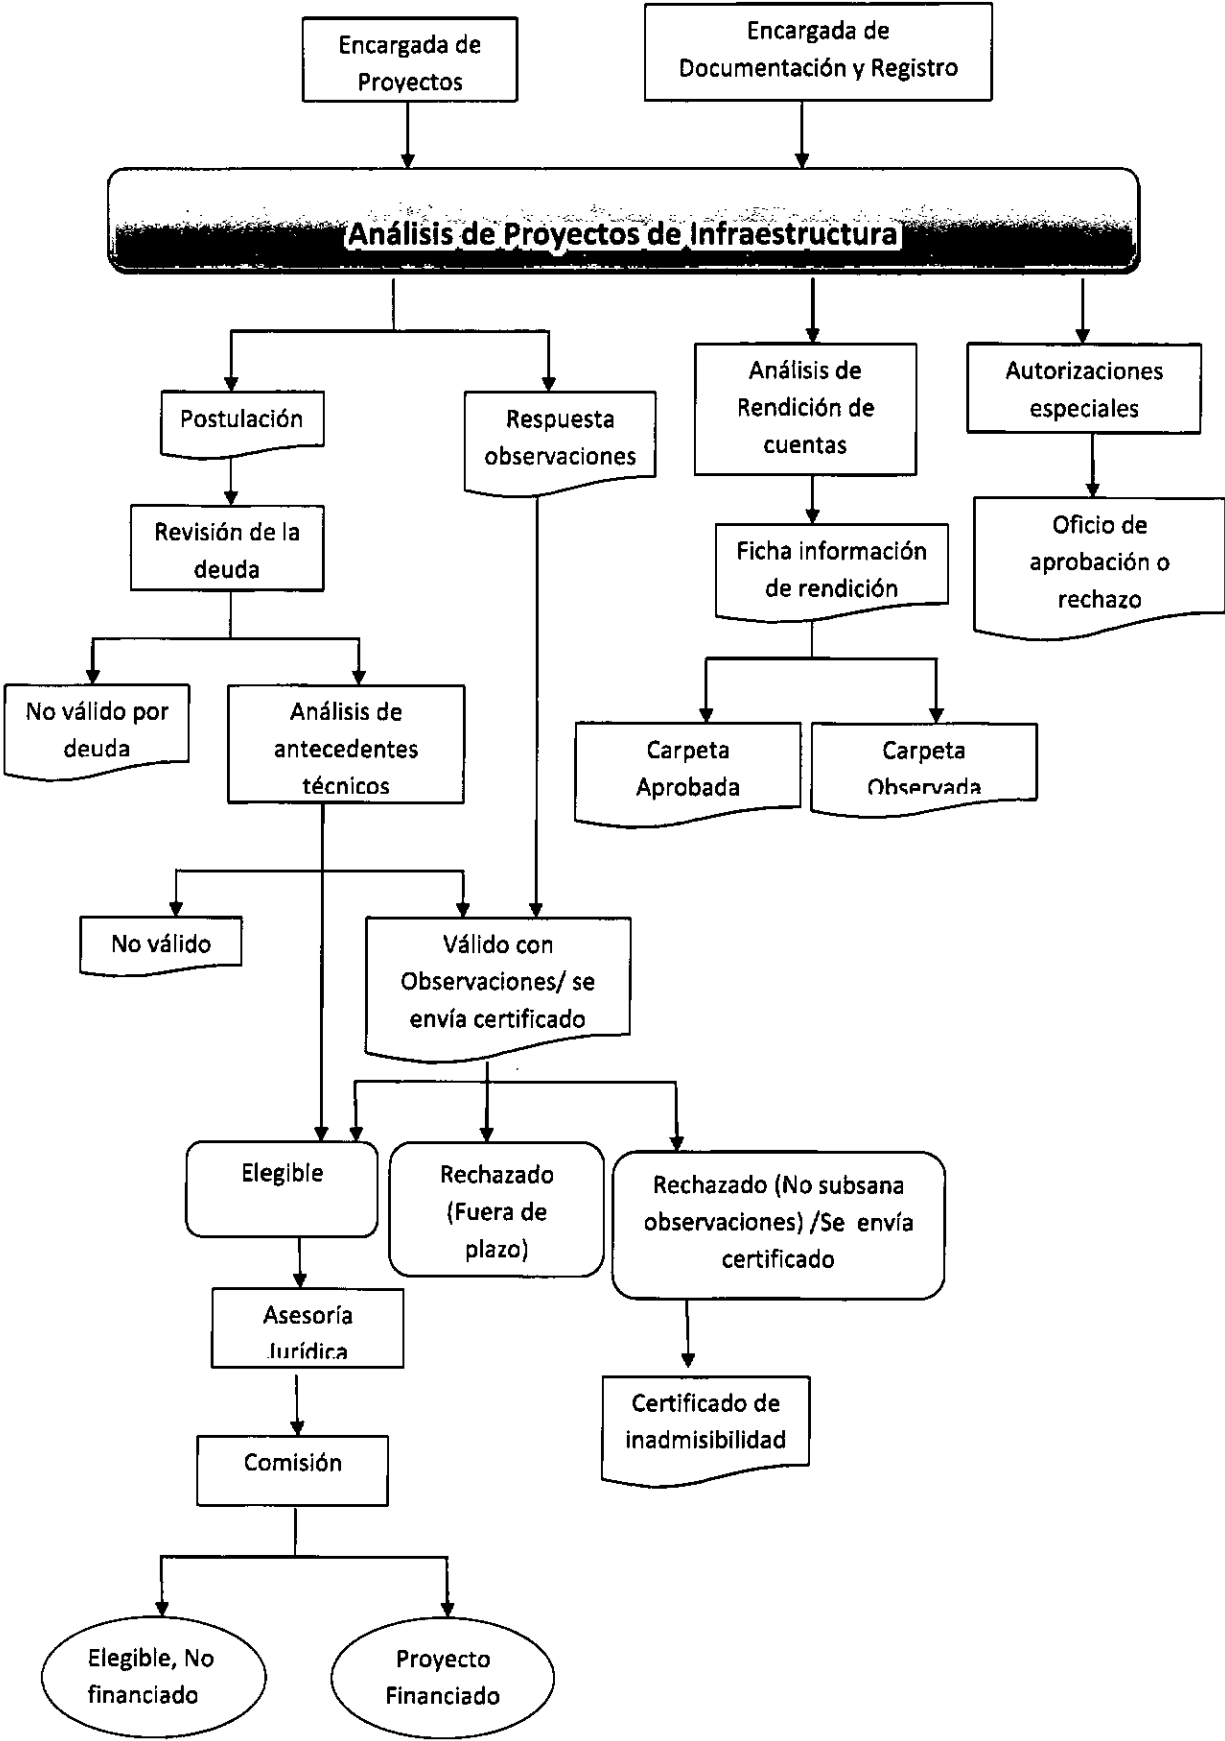 Encargada de
Proyectos
Encargada de
Documentación y Registro
Análisis de Proyectos de Infraestructura
Postulación
Respuesta
observaciones
Análisis de
Rendición de
cuentas
Autorizaciones
especiales
Revisión de la
deuda
Ficha información
de rendición
Oficio de
aprobación o
rechazo
No válido por
deuda
Análisis de
antecedentes
técnicos
Carpeta
Aprobada
Carpeta
Observada
No válido
Válido con
Observaciones/ se
envía certificado
Elegible
Rechazado
(Fuera de
plazo)
Rechazado (No subsana
observaciones) /Se envía
certificado
Asesoría
Jurídica
Certificado de
inadmisibilidad
Comisión
Elegible, No
financiado
Proyecto
Financiado